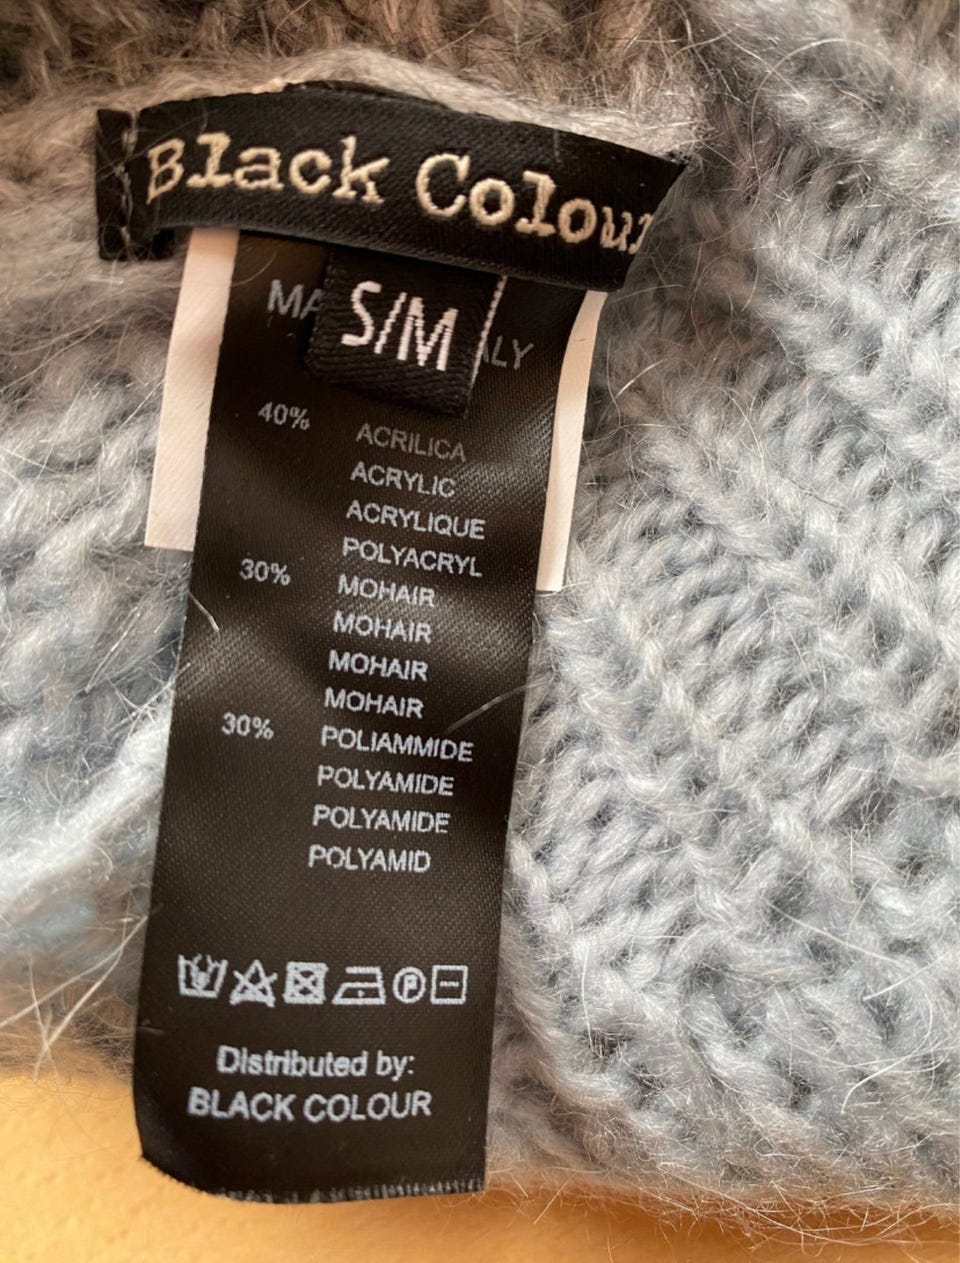 Black Colour
S/M
40%
ACRILICA
ACRYLIC
ACRYLIQUE
POLYACRYL
30%
MOHAIR
MOHAIR
MOHAIR
MOHAIR
30%
POLIAMMIDE
POLYAMIDE
POLYAMIDE
POLYAMID
Distributed by:
BLACK COLOUR